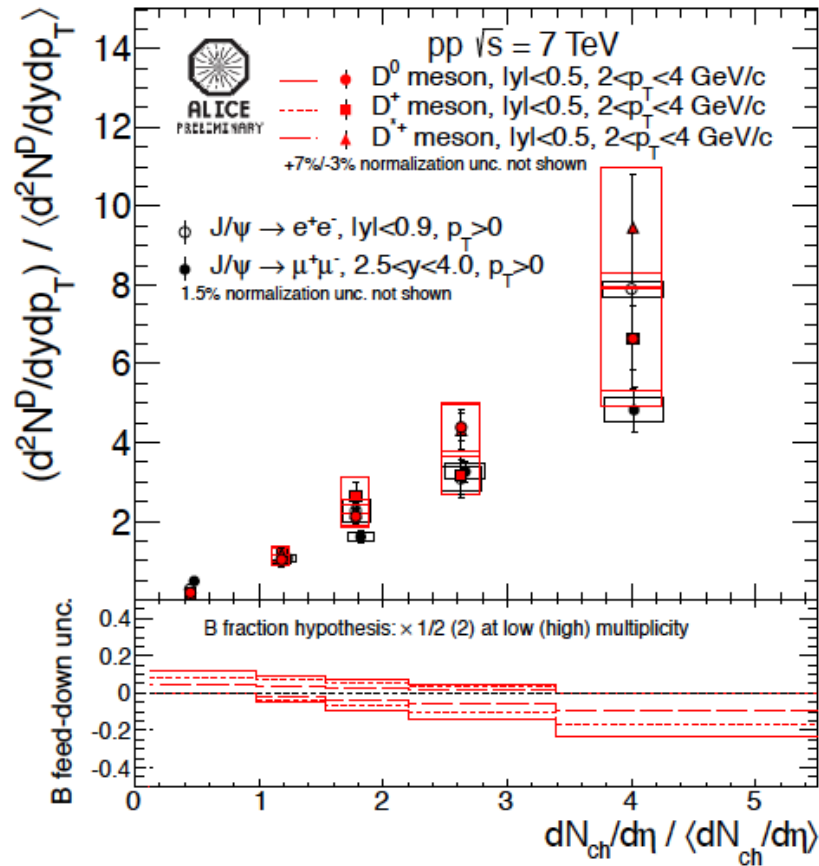 (d²N^D/dydp_T) / ⟨d²N^D/dydp_T⟩
14
12
10
8
6
4
2
ALICE
PRELIMINARY
pp √s = 7 TeV
D⁰ meson, |y|<0.5, 2<p_T<4 GeV/c
D⁺ meson, |y|<0.5, 2<p_T<4 GeV/c
D*⁺ meson, |y|<0.5, 2<p_T<4 GeV/c
+7%/-3% normalization unc. not shown
J/ψ → e⁺e⁻, |y|<0.9, p_T>0
J/ψ → μ⁺μ⁻, 2.5<y<4.0, p_T>0
1.5% normalization unc. not shown
B feed-down unc.
0.4
0.2
0
-0.2
-0.4
B fraction hypothesis: × 1/2 (2) at low (high) multiplicity
0 1 2 3 4 5
dN_ch/dη / ⟨dN_ch/dη⟩